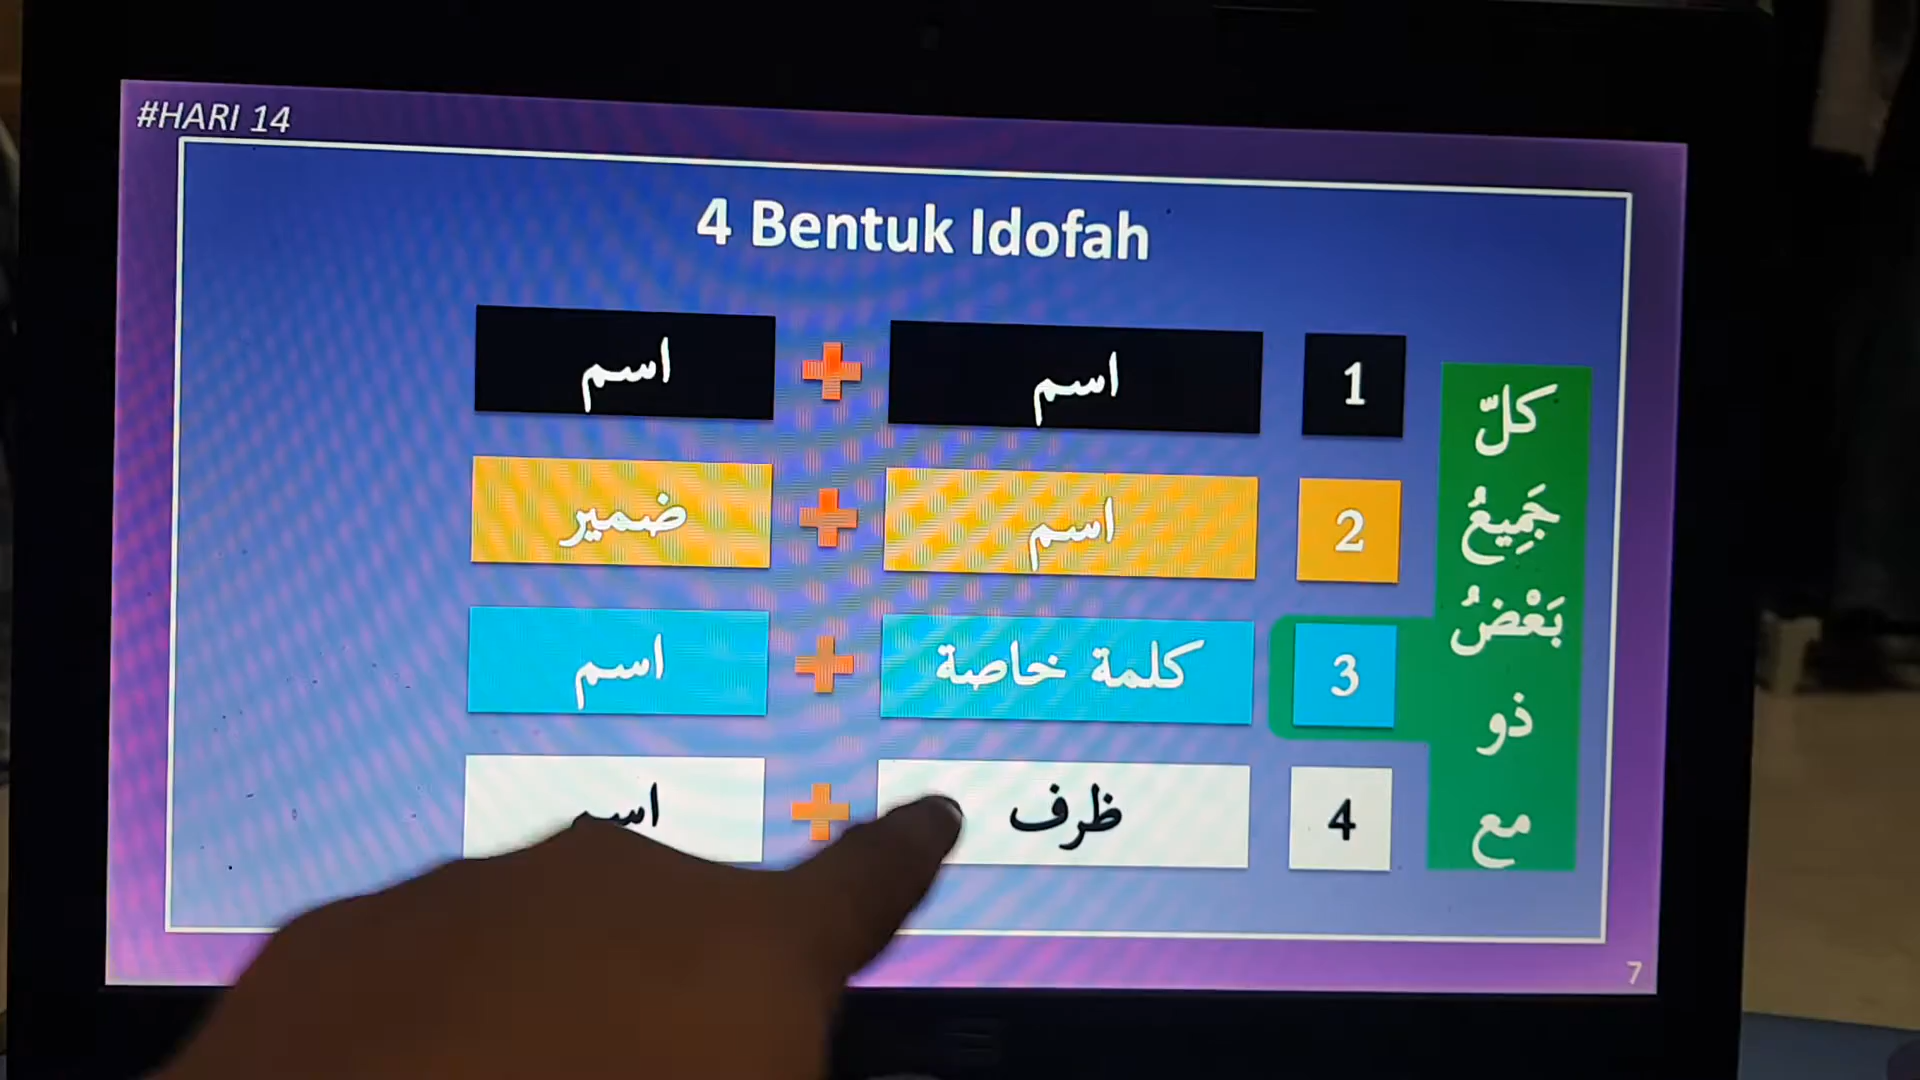 #HARI 14
4 Bentuk Idofah
1 اسم + اسم
2 اسم + ضمير
3 كلمة خاصة + اسم
4 ظرف + اسم
كلّ
جَمِيعُ
بَعْضُ
ذو
مع
7